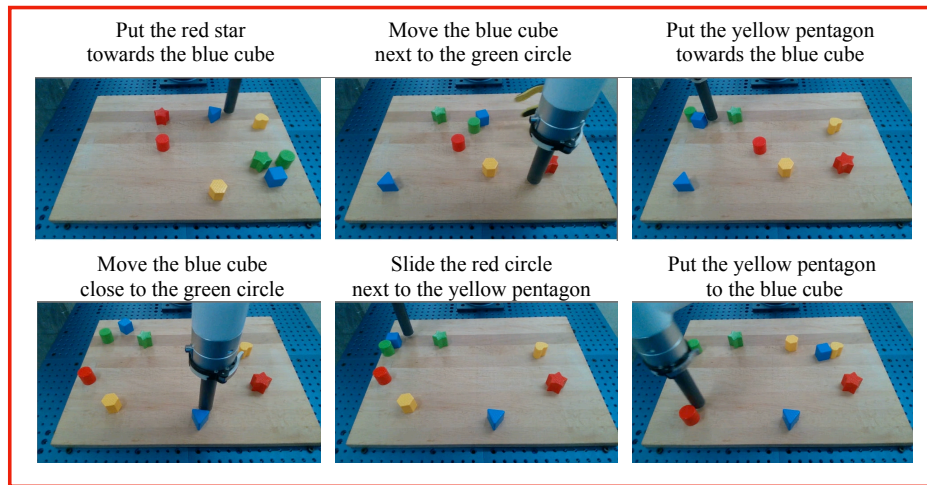 Put the red star
towards the blue cube
Move the blue cube
next to the green circle
Put the yellow pentagon
towards the blue cube
Move the blue cube
close to the green circle
Slide the red circle
next to the yellow pentagon
Put the yellow pentagon
to the blue cube